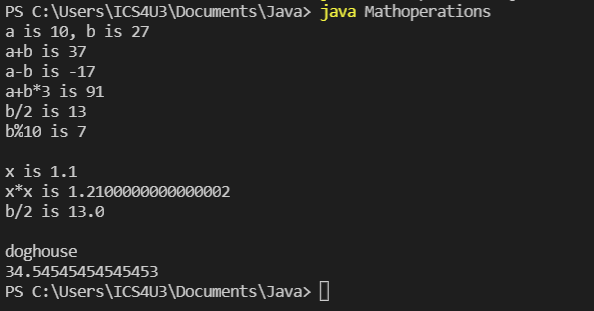 PS C:\Users\ICS4U3\Documents\Java> java Mathoperations
a is 10, b is 27
a+b is 37
a-b is -17
a+b*3 is 91
b/2 is 13
b%10 is 7
x is 1.1
x*x is 1.2100000000000002
b/2 is 13.0
doghouse
34.54545454545453
PS C:\Users\ICS4U3\Documents\Java>